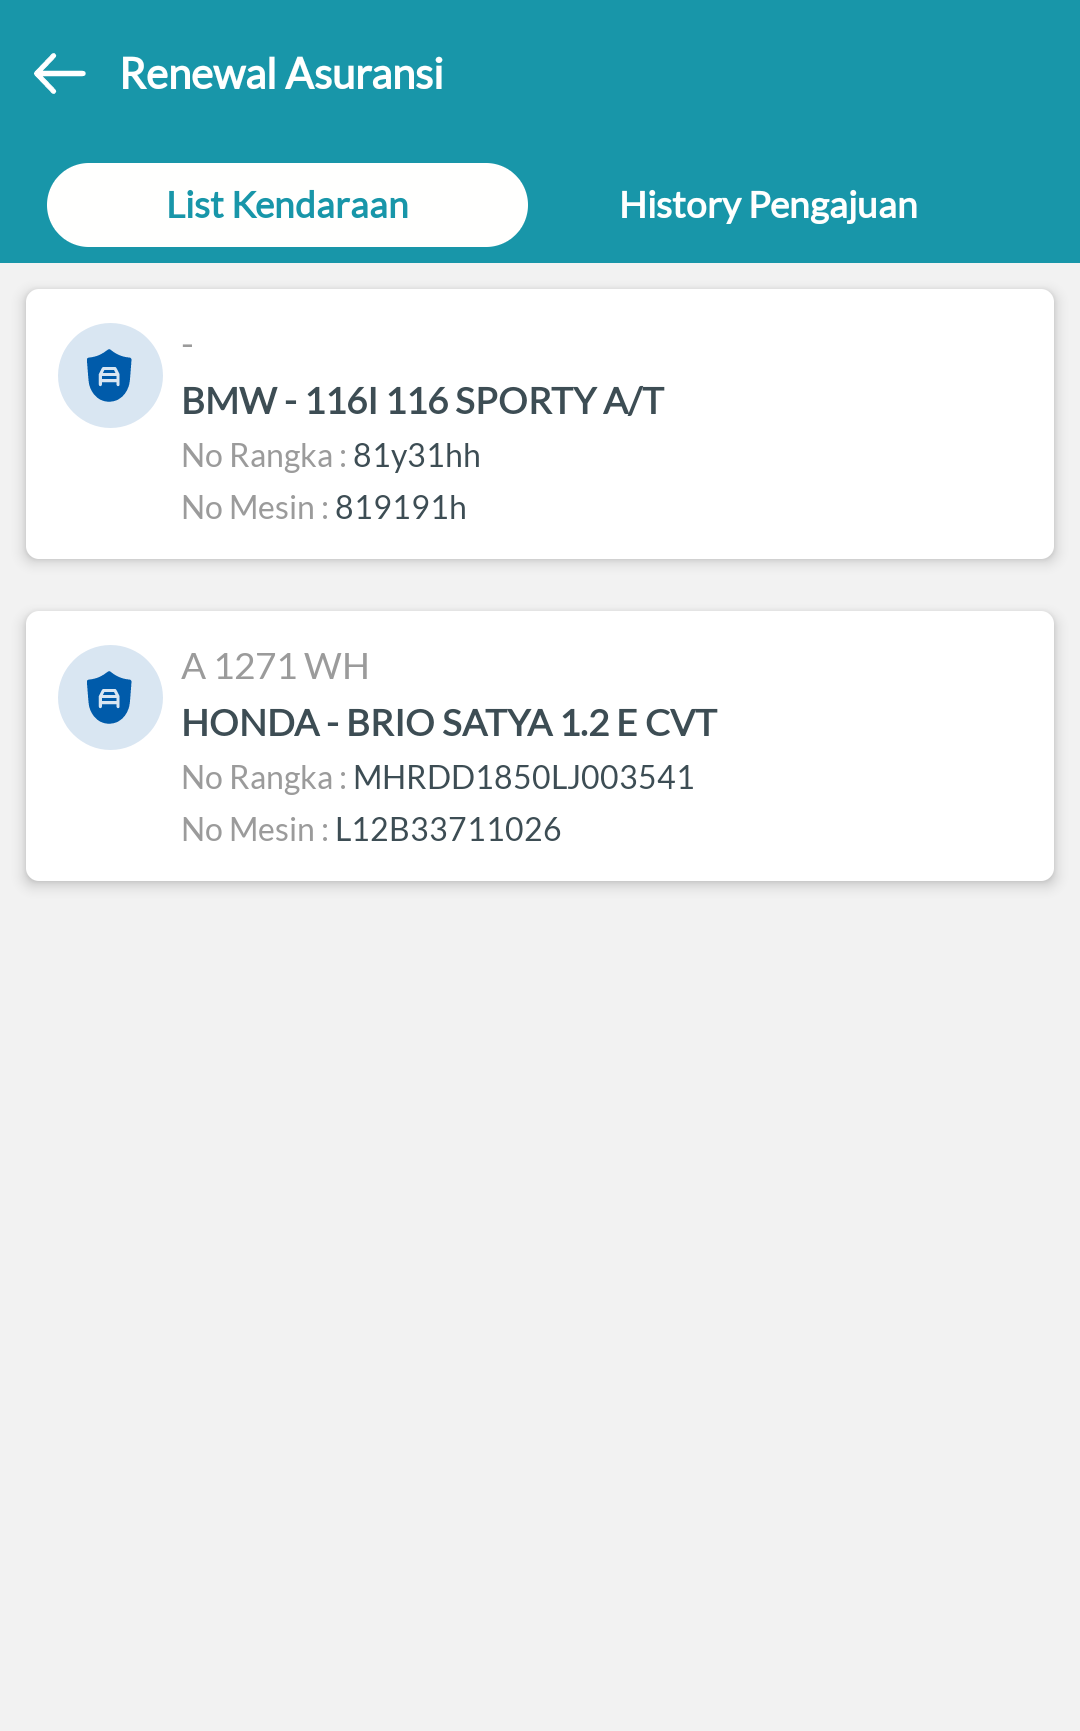 Renewal Asuransi
List Kendaraan
History Pengajuan
-
BMW - 116I 116 SPORTY A/T
No Rangka : 81y31hh
No Mesin : 819191h
A 1271 WH
HONDA - BRIO SATYA 1.2 E CVT
No Rangka : MHRDD1850LJ003541
No Mesin : L12B33711026